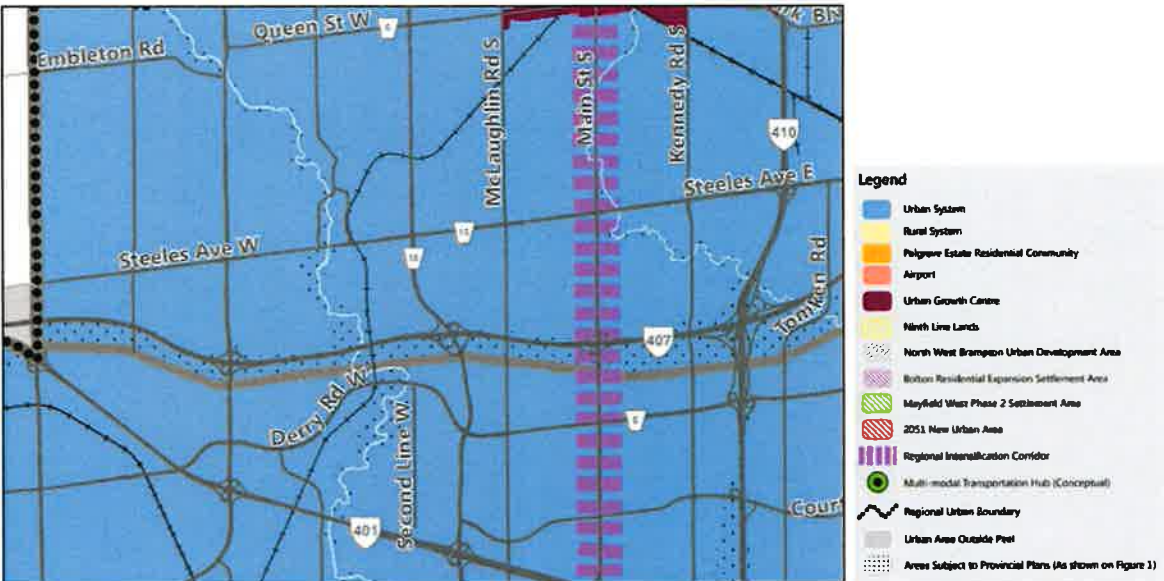 Queen St W
6
Embleton Rd
McLaughlin Rd S
Main St S
Kennedy Rd S
410
Steeles Ave E
15
Steeles Ave W
18
Tomken Rd
407
Derry Rd W
5
Second Line W
401
Cour
Legend
Urban System
Rural System
Palgrave Estate Residential Community
Airport
Urban Growth Centre
Ninth Line Lands
North West Brampton Urban Development Area
Bolton Residential Expansion Settlement Area
Mayfield West Phase 2 Settlement Area
2051 New Urban Area
Regional Intensification Corridor
Multi-modal Transportation Hub (Conceptual)
Regional Urban Boundary
Urban Area Outside Peel
Areas Subject to Provincial Plans (As shown on Figure 1)